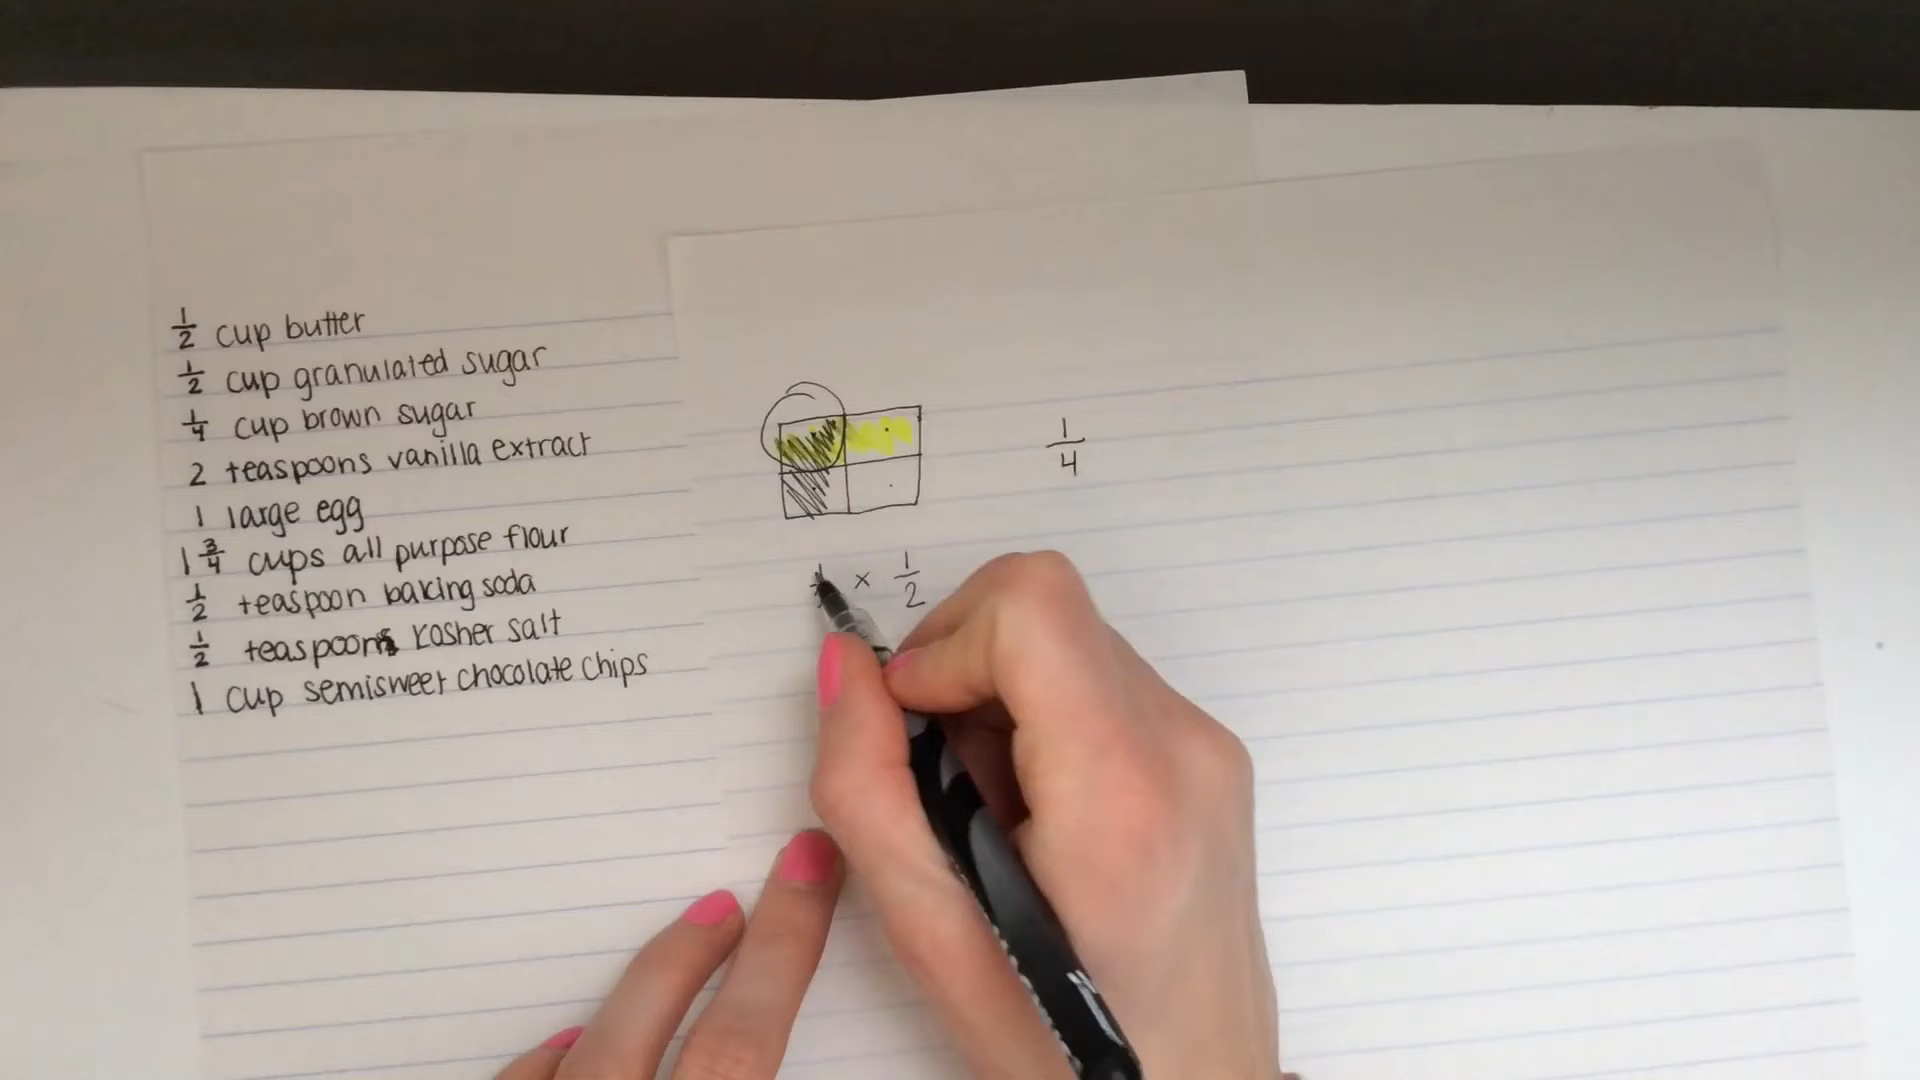 1/2 cup butter
1/2 cup granulated sugar
1/4 cup brown sugar
2 teaspoons vanilla extract
1 large egg
1 3/4 cups all purpose flour
1/2 teaspoon baking soda
1/2 teaspoon kosher salt
1 cup semisweet chocolate chips
1/4
× 1/2